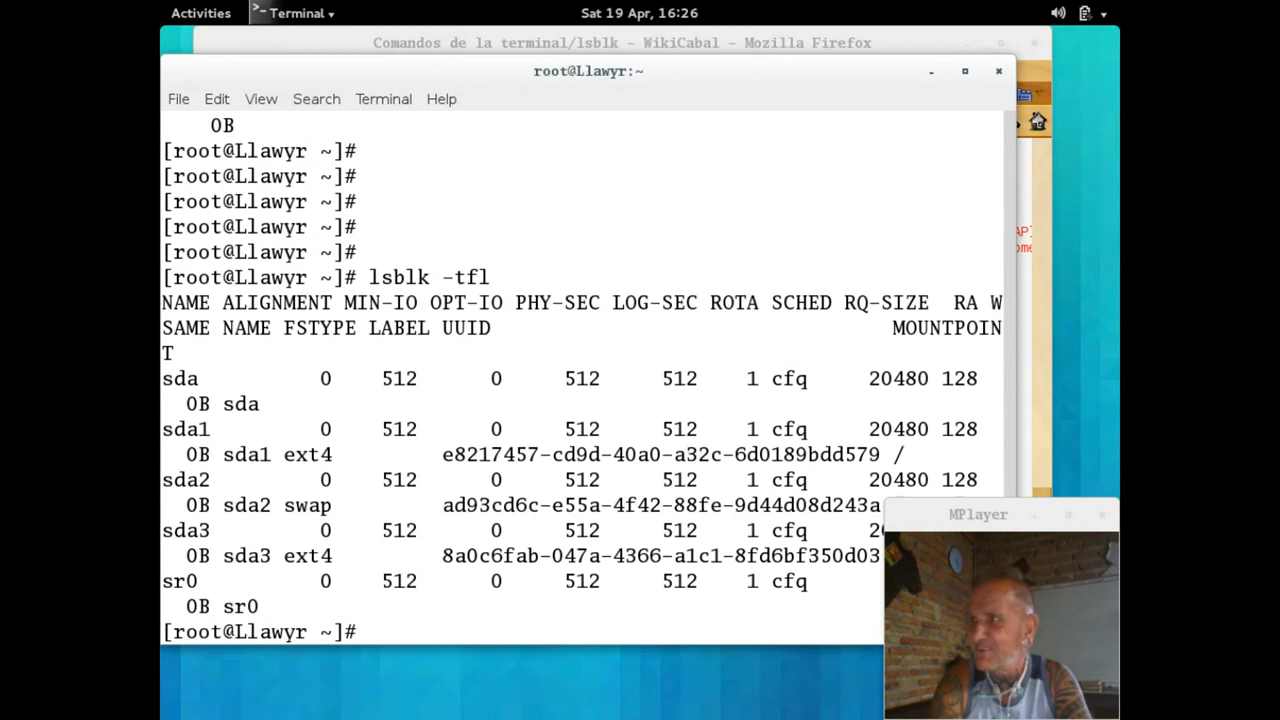 Activities Terminal Sat 19 Apr, 16:26
Comandos de la terminal/lsblk - WikiCabal - Mozilla Firefox
root@Llawyr:~
File Edit View Search Terminal Help
0B
[root@Llawyr ~]#
[root@Llawyr ~]#
[root@Llawyr ~]#
[root@Llawyr ~]#
[root@Llawyr ~]#
[root@Llawyr ~]# lsblk -tfl
NAME ALIGNMENT MIN-IO OPT-IO PHY-SEC LOG-SEC ROTA SCHED RQ-SIZE RA W
SAME NAME FSTYPE LABEL UUID MOUNTPOIN
T
sda 0 512 0 512 512 1 cfq 20480 128
0B sda
sda1 0 512 0 512 512 1 cfq 20480 128
0B sda1 ext4 e8217457-cd9d-40a0-a32c-6d0189bdd579 /
sda2 0 512 0 512 512 1 cfq 20480 128
0B sda2 swap ad93cd6c-e55a-4f42-88fe-9d44d08d243a
sda3 0 512 0 512 512 1 cfq
0B sda3 ext4 8a0c6fab-047a-4366-a1c1-8fd6bf350d03
sr0 0 512 0 512 512 1 cfq
0B sr0
[root@Llawyr ~]#
MPlayer